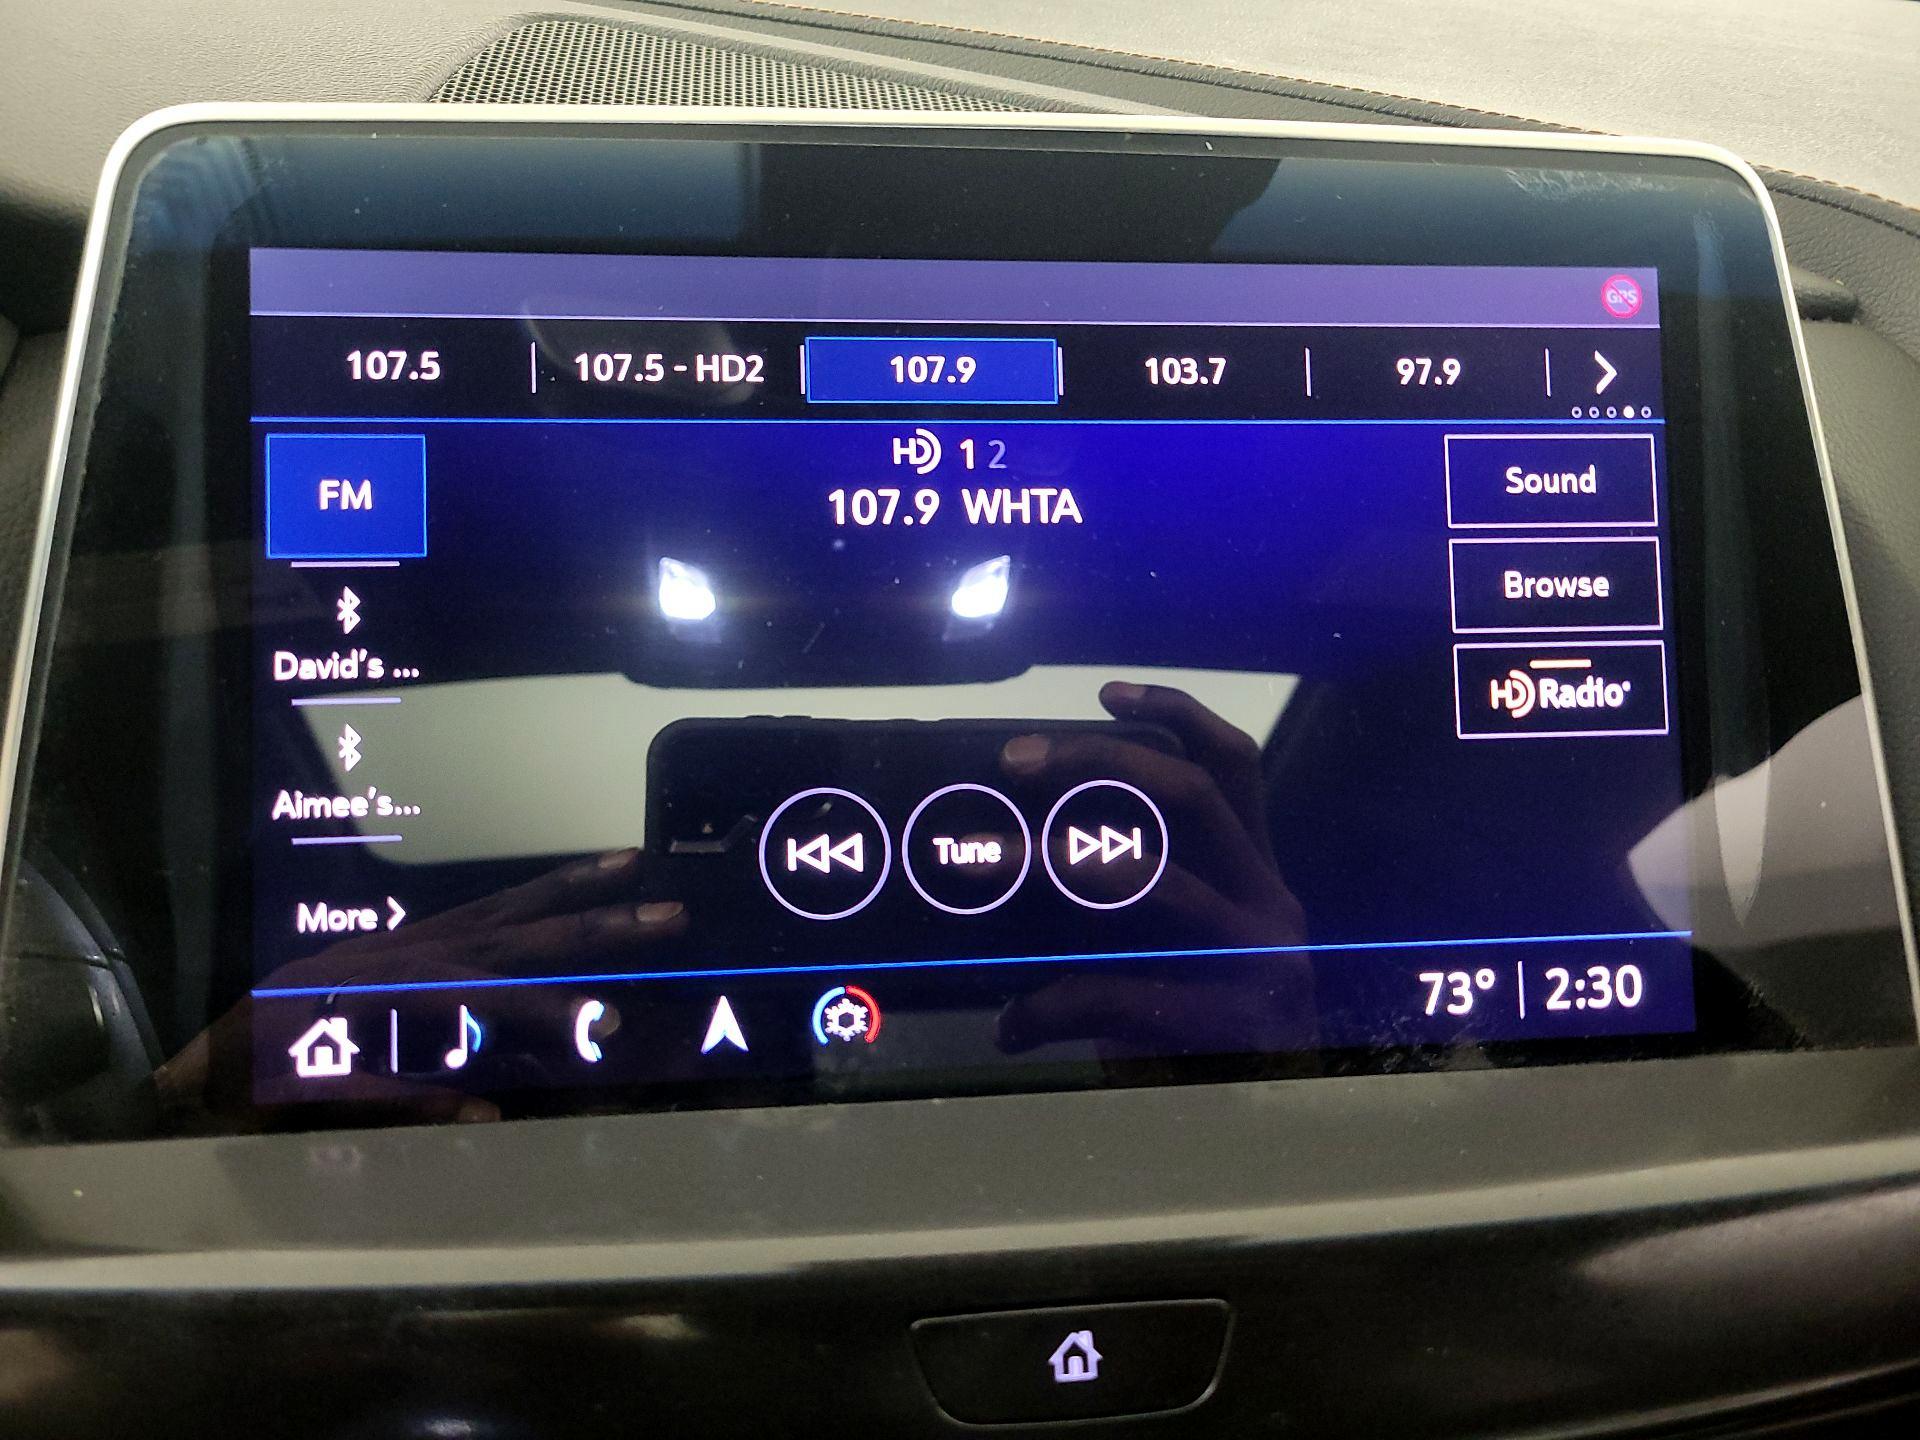 GPS
107.5 107.5 - HD2 107.9 103.7 97.9
HD 1 2
107.9 WHTA
FM
David's ...
Aimee's...
More
Sound
Browse
HD Radio
Tune
73° 2:30